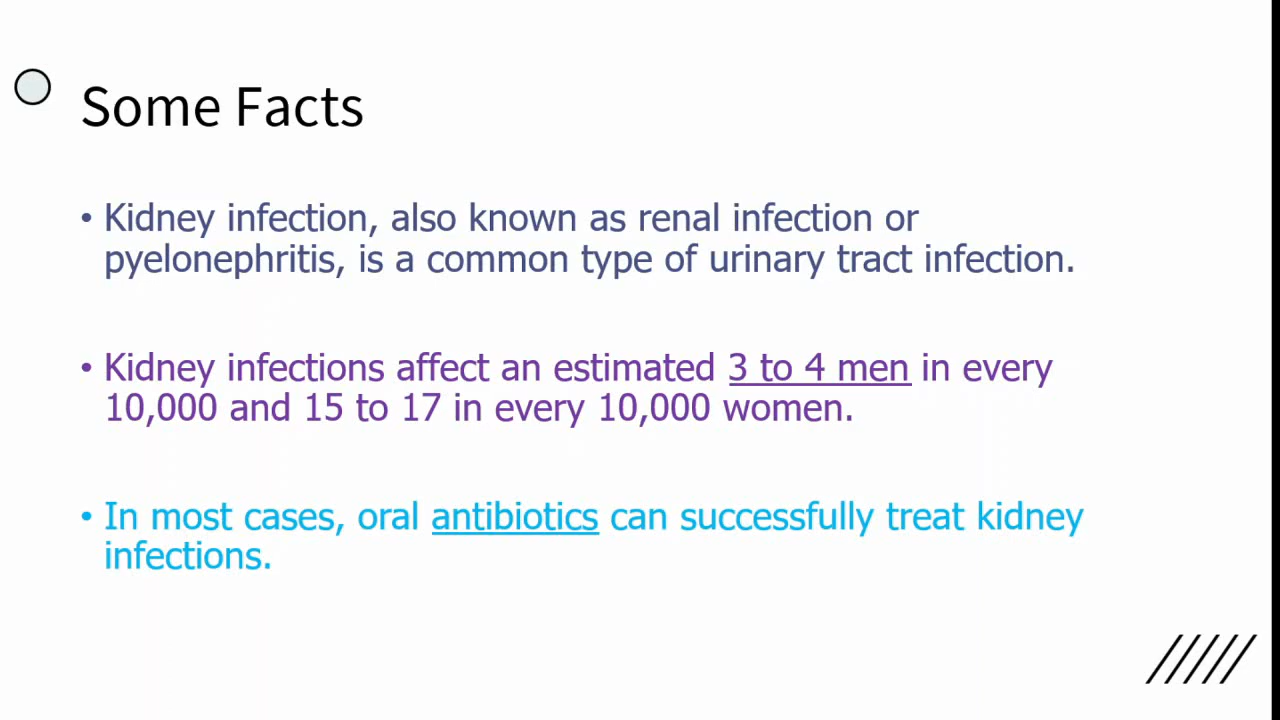 Some Facts
• Kidney infection, also known as renal infection or
pyelonephritis, is a common type of urinary tract infection.
• Kidney infections affect an estimated 3 to 4 men in every
10,000 and 15 to 17 in every 10,000 women.
• In most cases, oral antibiotics can successfully treat kidney
infections.